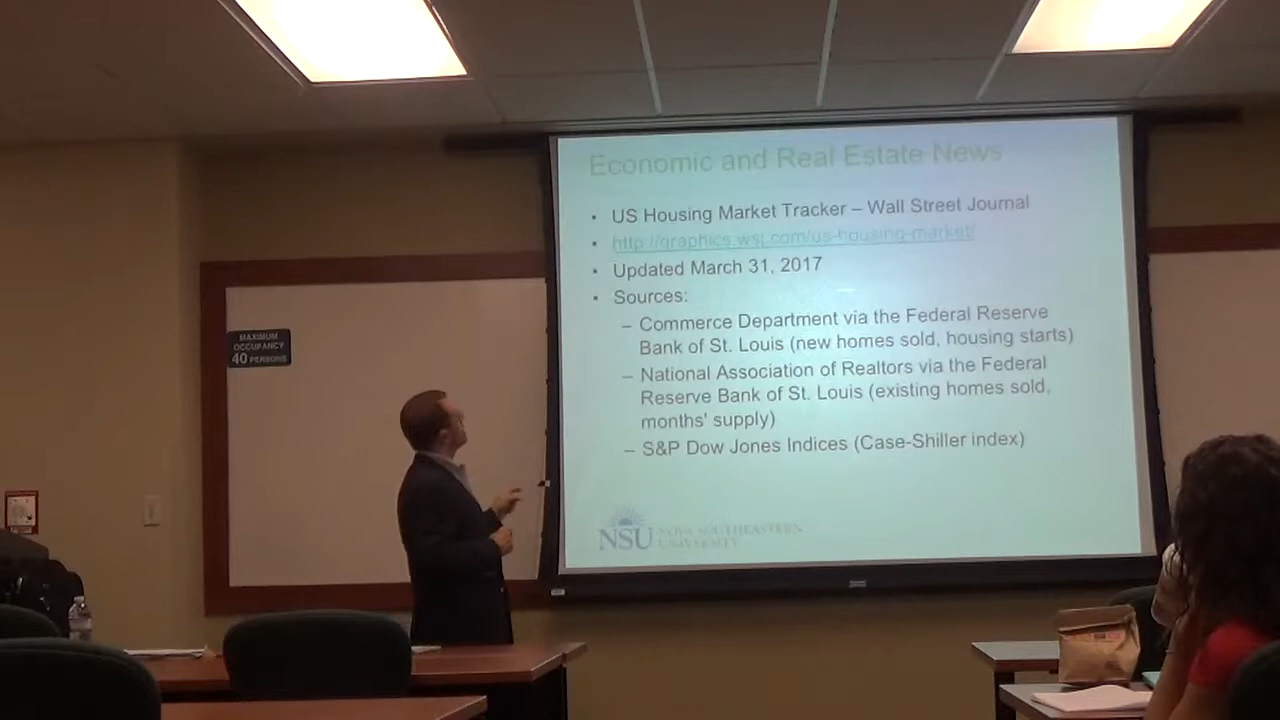 Economic and Real Estate News
• US Housing Market Tracker – Wall Street Journal
• http://graphics.wsj.com/us-housing-market/
• Updated March 31, 2017
• Sources:
– Commerce Department via the Federal Reserve
Bank of St. Louis (new homes sold, housing starts)
– National Association of Realtors via the Federal
Reserve Bank of St. Louis (existing homes sold,
months' supply)
– S&P Dow Jones Indices (Case-Shiller index)
NSU
NOVA SOUTHEASTERN
UNIVERSITY
MAXIMUM
OCCUPANCY
40 PERSONS